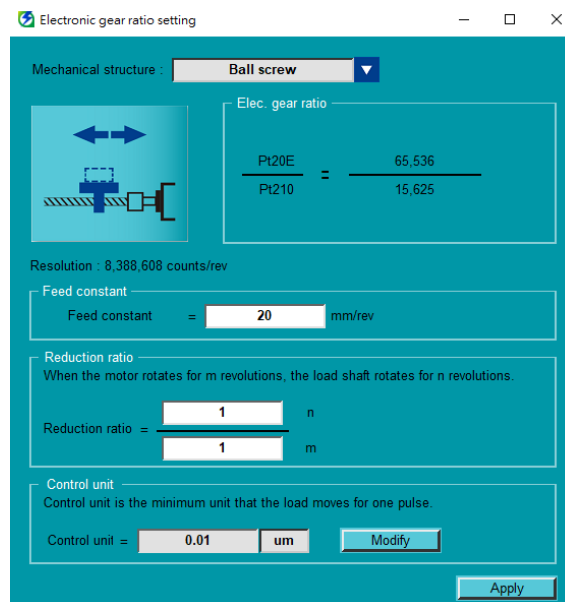 Electronic gear ratio setting
Mechanical structure : Ball screw
Elec. gear ratio
Pt20E = 65,536
Pt210 15,625
Resolution : 8,388,608 counts/rev
Feed constant
Feed constant = 20 mm/rev
Reduction ratio
When the motor rotates for m revolutions, the load shaft rotates for n revolutions.
1 n
Reduction ratio =
1 m
Control unit
Control unit is the minimum unit that the load moves for one pulse.
Control unit = 0.01 um Modify
Apply